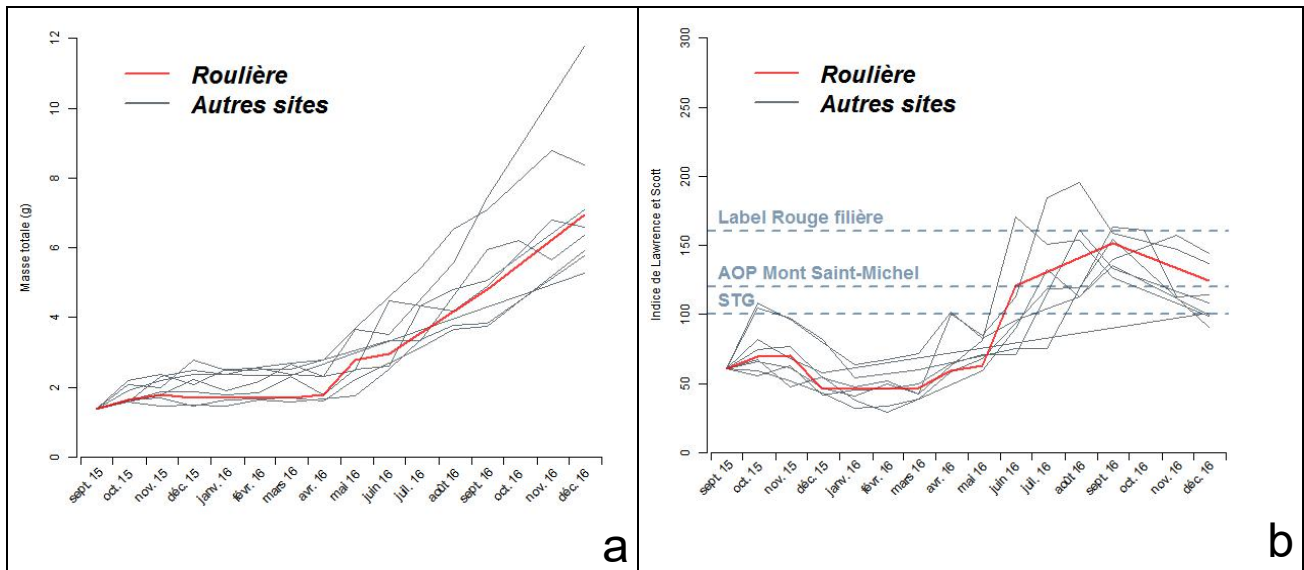 12
10
8
6
4
2
0
Masse totale (g)
Roulière
Autres sites
sept. 15
oct. 15
nov. 15
déc. 15
janv. 16
févr. 16
mars 16
avr. 16
mai 16
juin 16
juil. 16
août 16
sept. 16
oct. 16
nov. 16
déc. 16
a
300
250
200
150
100
50
0
Indice de Lawrence et Scott
Roulière
Autres sites
Label Rouge filière
AOP Mont Saint-Michel
STG
sept. 15
oct. 15
nov. 15
déc. 15
janv. 16
févr. 16
mars 16
avr. 16
mai 16
juin 16
juil. 16
août 16
sept. 16
oct. 16
nov. 16
déc. 16
b